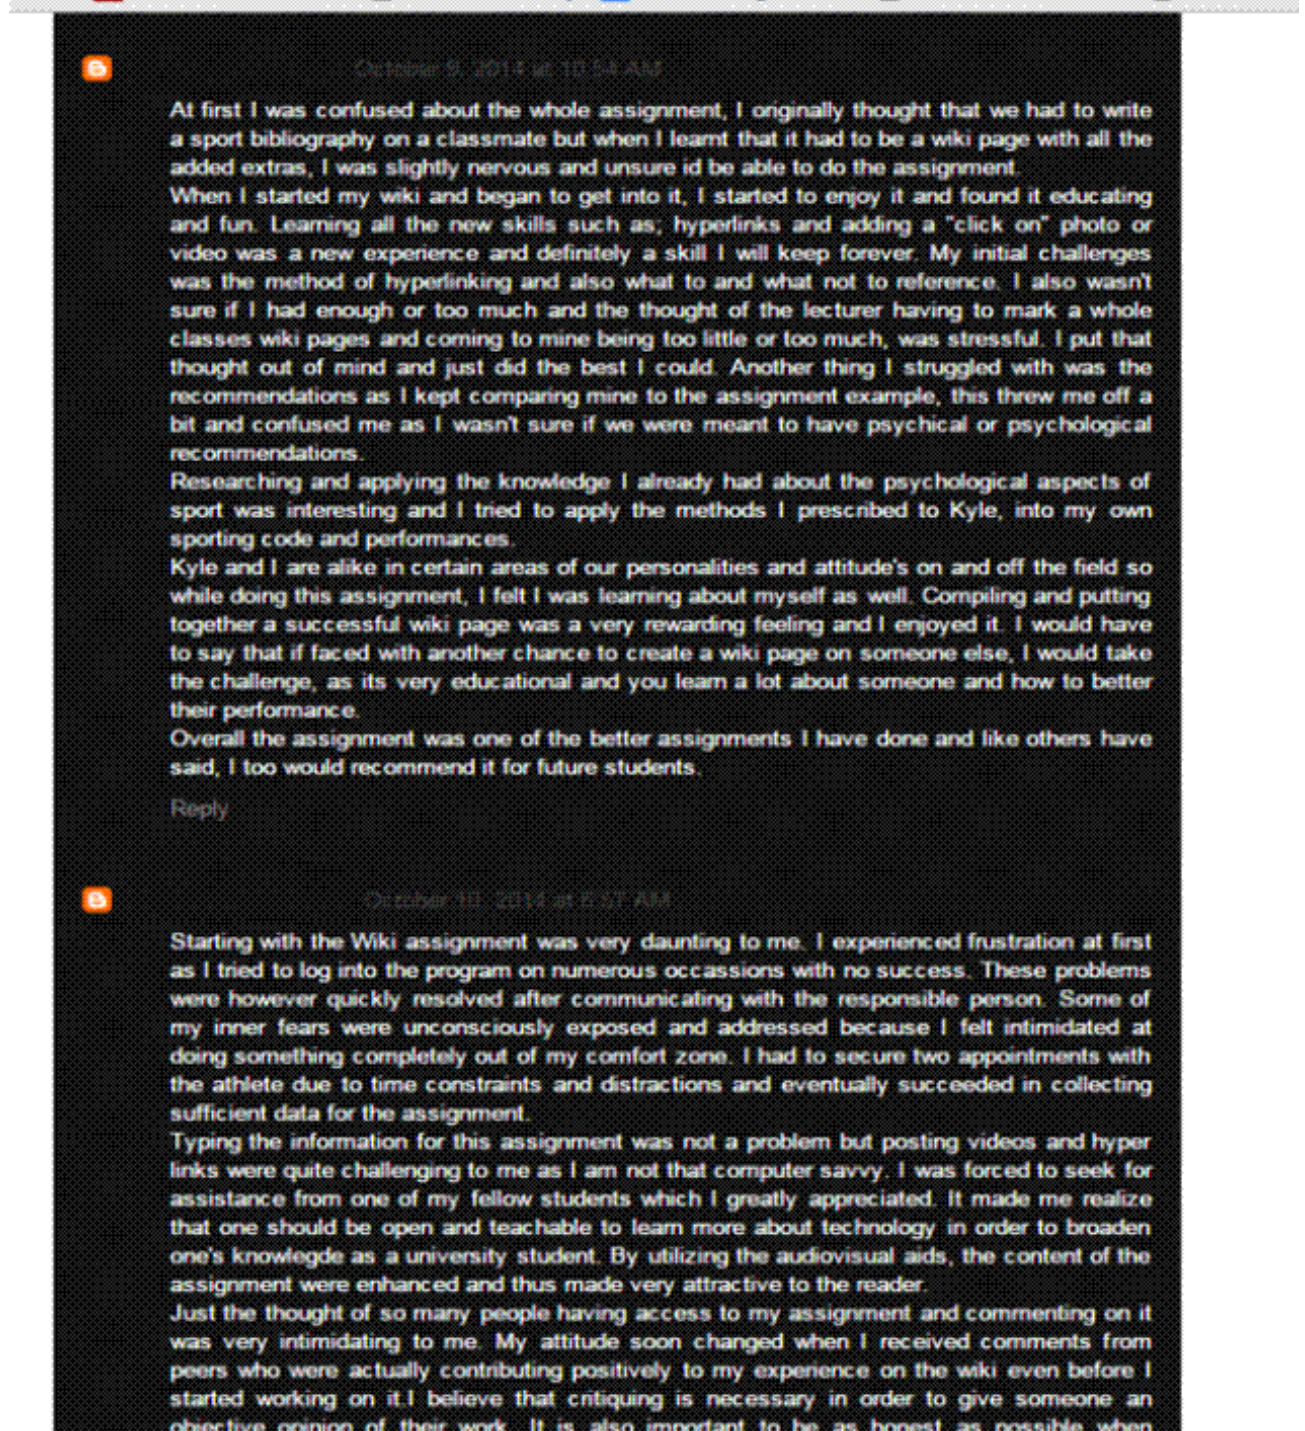 October 9, 2014 at 10:54 AM
At first I was confused about the whole assignment, I originally thought that we had to write
a sport bibliography on a classmate but when I learnt that it had to be a wiki page with all the
added extras, I was slightly nervous and unsure id be able to do the assignment.
When I started my wiki and began to get into it, I started to enjoy it and found it educating
and fun. Learning all the new skills such as; hyperlinks and adding a "click on" photo or
video was a new experience and definitely a skill I will keep forever. My initial challenges
was the method of hyperlinking and also what to and what not to reference. I also wasn't
sure if I had enough or too much and the thought of the lecturer having to mark a whole
classes wiki pages and coming to mine being too little or too much, was stressful. I put that
thought out of mind and just did the best I could. Another thing I struggled with was the
recommendations as I kept comparing mine to the assignment example, this threw me off a
bit and confused me as I wasn't sure if we were meant to have psychical or psychological
recommendations.
Researching and applying the knowledge I already had about the psychological aspects of
sport was interesting and I tried to apply the methods I prescribed to Kyle, into my own
sporting code and performances.
Kyle and I are alike in certain areas of our personalities and attitude's on and off the field so
while doing this assignment, I felt I was learning about myself as well. Compiling and putting
together a successful wiki page was a very rewarding feeling and I enjoyed it. I would have
to say that if faced with another chance to create a wiki page on someone else, I would take
the challenge, as its very educational and you learn a lot about someone and how to better
their performance.
Overall the assignment was one of the better assignments I have done and like others have
said, I too would recommend it for future students.
Reply
October 10, 2014 at AM
Starting with the Wiki assignment was very daunting to me. I experienced frustration at first
as I tried to log into the program on numerous occassions with no success. These problems
were however quickly resolved after communicating with the responsible person. Some of
my inner fears were unconsciously exposed and addressed because I felt intimidated at
doing something completely out of my comfort zone. I had to secure two appointments with
the athlete due to time constraints and distractions and eventually succeeded in collecting
sufficient data for the assignment.
Typing the information for this assignment was not a problem but posting videos and hyper
links were quite challenging to me as I am not that computer savvy. I was forced to seek for
assistance from one of my fellow students which I greatly appreciated. It made me realize
that one should be open and teachable to learn more about technology in order to broaden
one's knowlegde as a university student. By utilizing the audiovisual aids, the content of the
assignment were enhanced and thus made very attractive to the reader.
Just the thought of so many people having access to my assignment and commenting on it
was very intimidating to me. My attitude soon changed when I received comments from
peers who were actually contributing positively to my experience on the wiki even before I
started working on it.I believe that critiquing is necessary in order to give someone an
objective opinion of their work. It is also important to be as honest as possible when